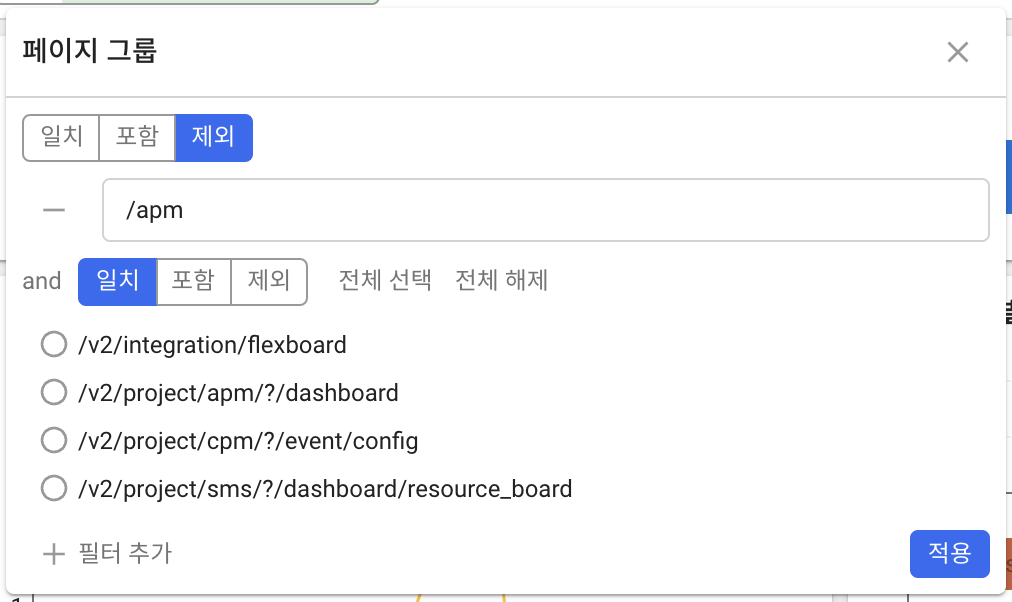 페이지 그룹
일치 포함 제외
/apm
and 일치 포함 제외 전체 선택 전체 해제
/v2/integration/flexboard
/v2/project/apm/?/dashboard
/v2/project/cpm/?/event/config
/v2/project/sms/?/dashboard/resource_board
필터 추가 적용